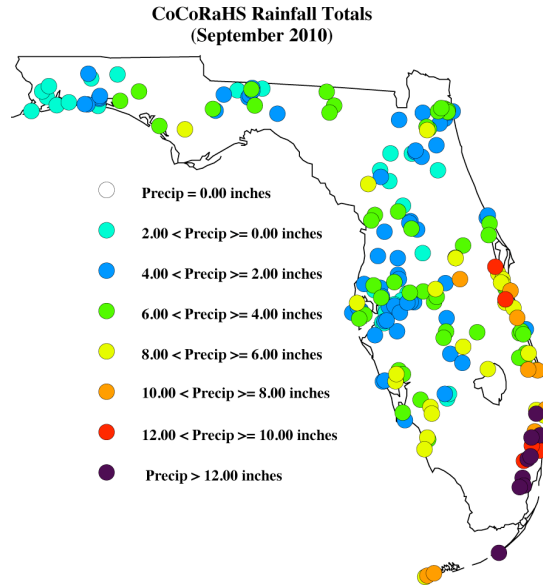 CoCoRaHS Rainfall Totals
(September 2010)
Precip = 0.00 inches
2.00 < Precip >= 0.00 inches
4.00 < Precip >= 2.00 inches
6.00 < Precip >= 4.00 inches
8.00 < Precip >= 6.00 inches
10.00 < Precip >= 8.00 inches
12.00 < Precip >= 10.00 inches
Precip > 12.00 inches